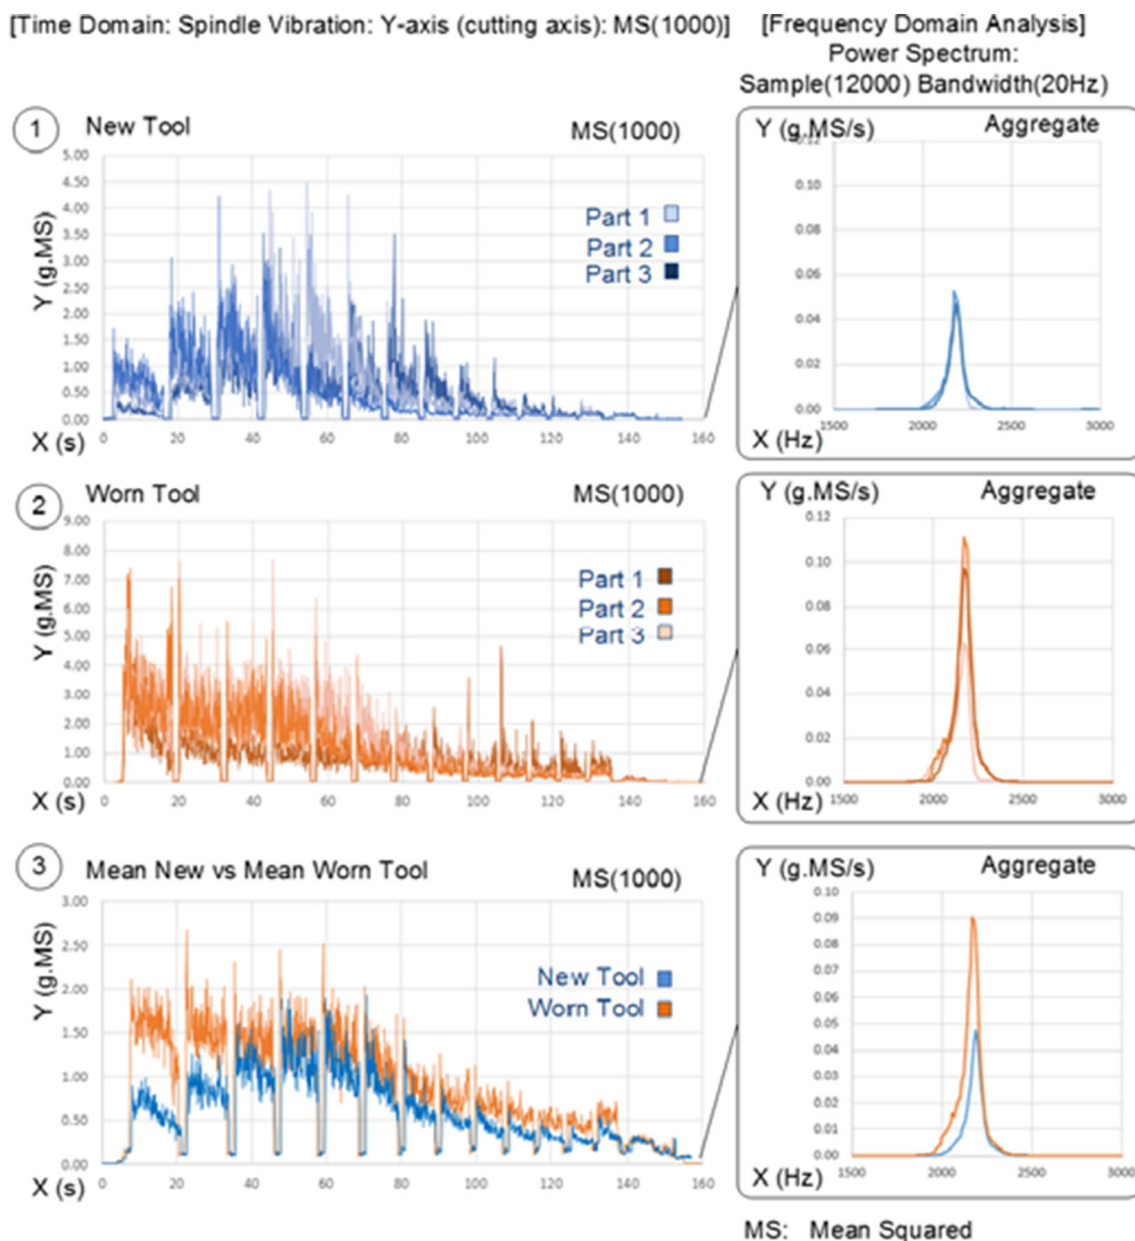 [Time Domain: Spindle Vibration: Y-axis (cutting axis): MS(1000)]
[Frequency Domain Analysis]
Power Spectrum:
Sample(12000) Bandwidth(20Hz)
1
New Tool
MS(1000)
Y (g.MS)
5.00
4.50
4.00
3.50
3.00
2.50
2.00
1.50
1.00
0.50
0.00
Part 1
Part 2
Part 3
X (s)
0 20 40 60 80 100 120 140 160
Y (g.MS/s)
Aggregate
0.12
0.10
0.08
0.06
0.04
0.02
0.00
1500 2000 2500 3000
X (Hz)
2
Worn Tool
MS(1000)
Y (g.MS)
9.00
8.00
7.00
6.00
5.00
4.00
3.00
2.00
1.00
0.00
Part 1
Part 2
Part 3
X (s)
0 20 40 60 80 100 120 140 160
Y (g.MS/s)
Aggregate
0.12
0.10
0.08
0.06
0.04
0.02
0.00
X (Hz)
1500 2000 2500 3000
3
Mean New vs Mean Worn Tool
MS(1000)
Y (g.MS)
3.00
2.50
2.00
1.50
1.00
0.50
0.00
New Tool
Worn Tool
X (s)
0 20 40 60 80 100 120 140 160
Y (g.MS/s)
Aggregate
0.10
0.09
0.08
0.07
0.06
0.05
0.04
0.03
0.02
0.01
0.00
1500 2000 2500 3000
X (Hz)
MS: Mean Squared